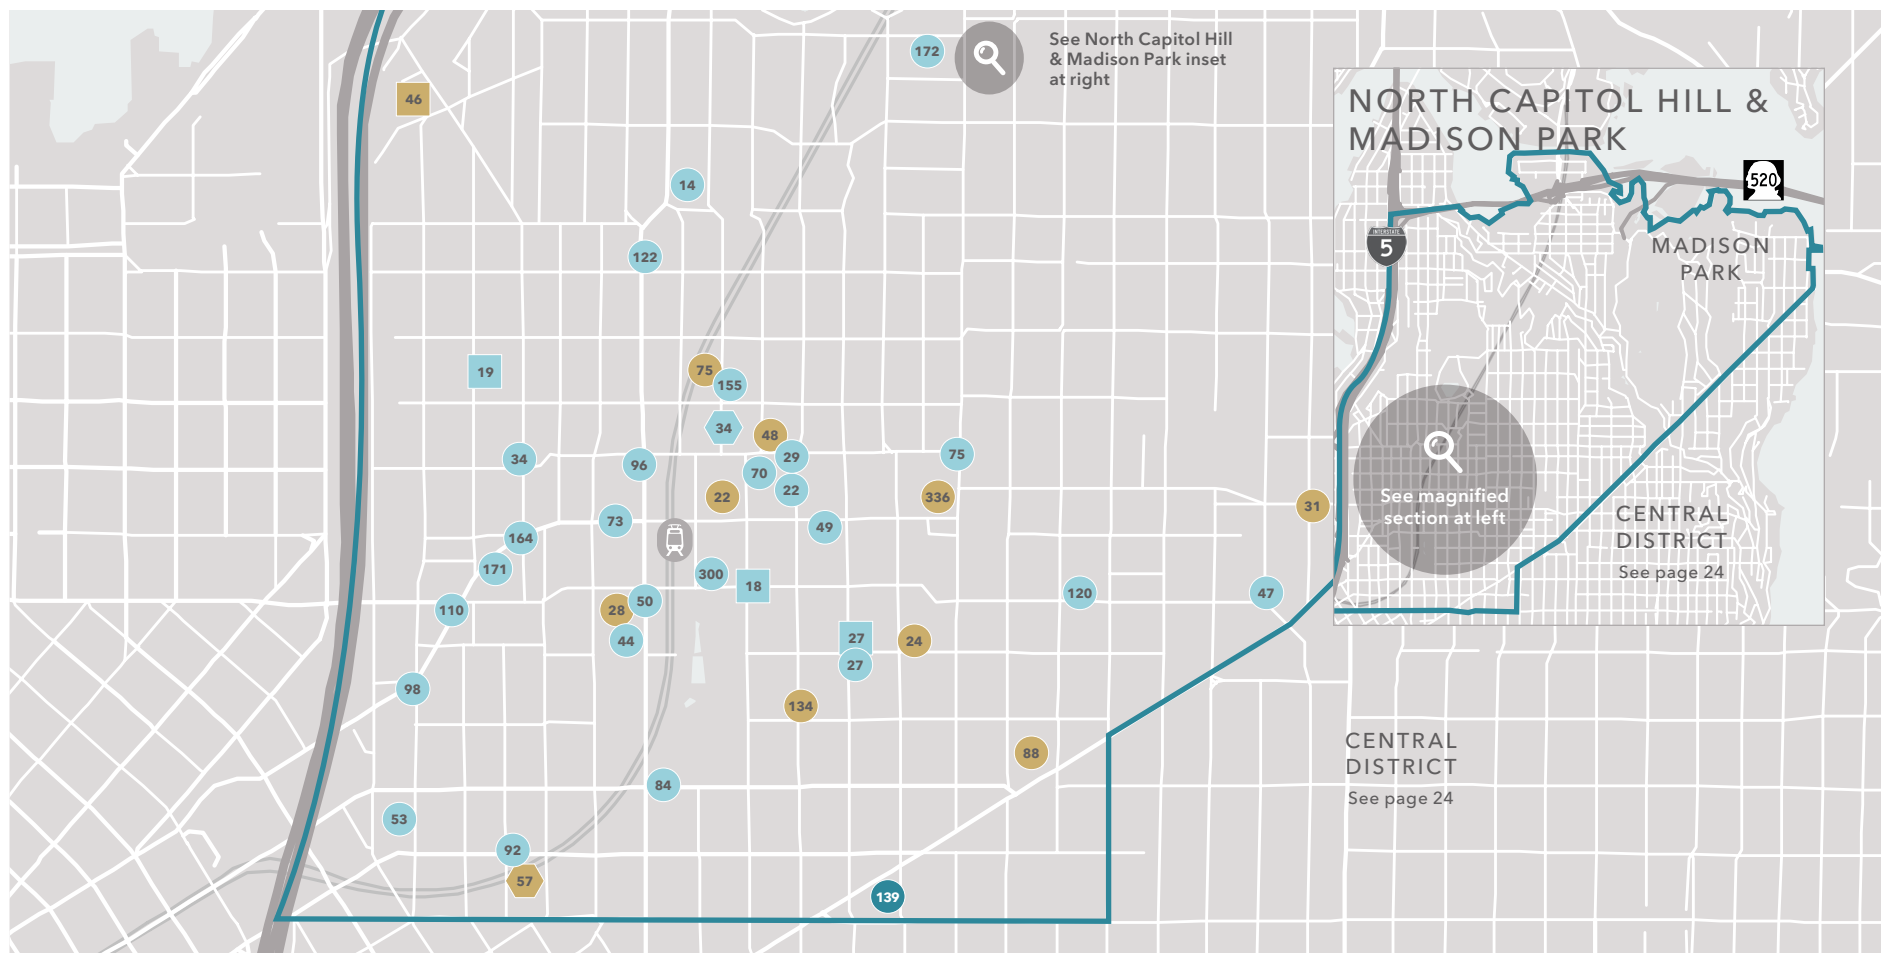 172
See North Capitol Hill
& Madison Park inset
at right
46
14
122
19
75
155
34
48
34
96
29
70
75
22
22
336
31
73
49
164
171
300
18
28
50
110
120
47
44
27
24
27
98
134
88
84
53
92
57
139
NORTH CAPITOL HILL &
MADISON PARK
520
INTERSTATE
5
MADISON
PARK
See magnified
section at left
CENTRAL
DISTRICT
See page 24
CENTRAL
DISTRICT
See page 24